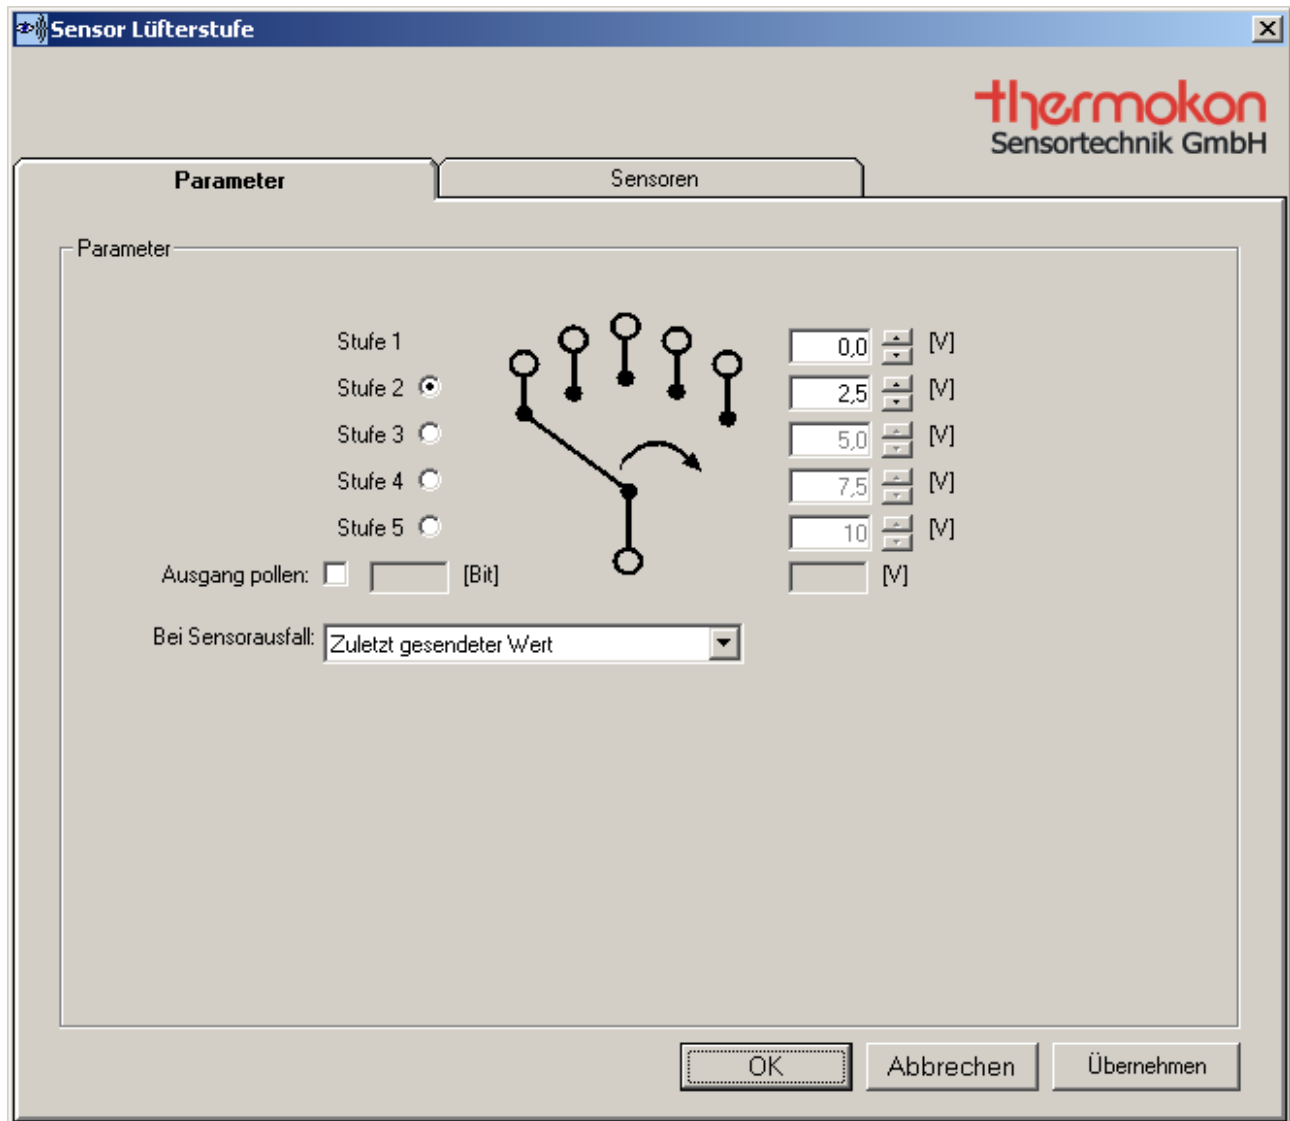 Sensor Lüfterstufe
thermokon
Sensortechnik GmbH
Parameter
Sensoren
Parameter
Stufe 1 0,0 [V]
Stufe 2 2,5 [V]
Stufe 3 5,0 [V]
Stufe 4 7,5 [V]
Stufe 5 10 [V]
Ausgang pollen: [Bit] [V]
Bei Sensorausfall: Zuletzt gesendeter Wert
OK Abbrechen Übernehmen